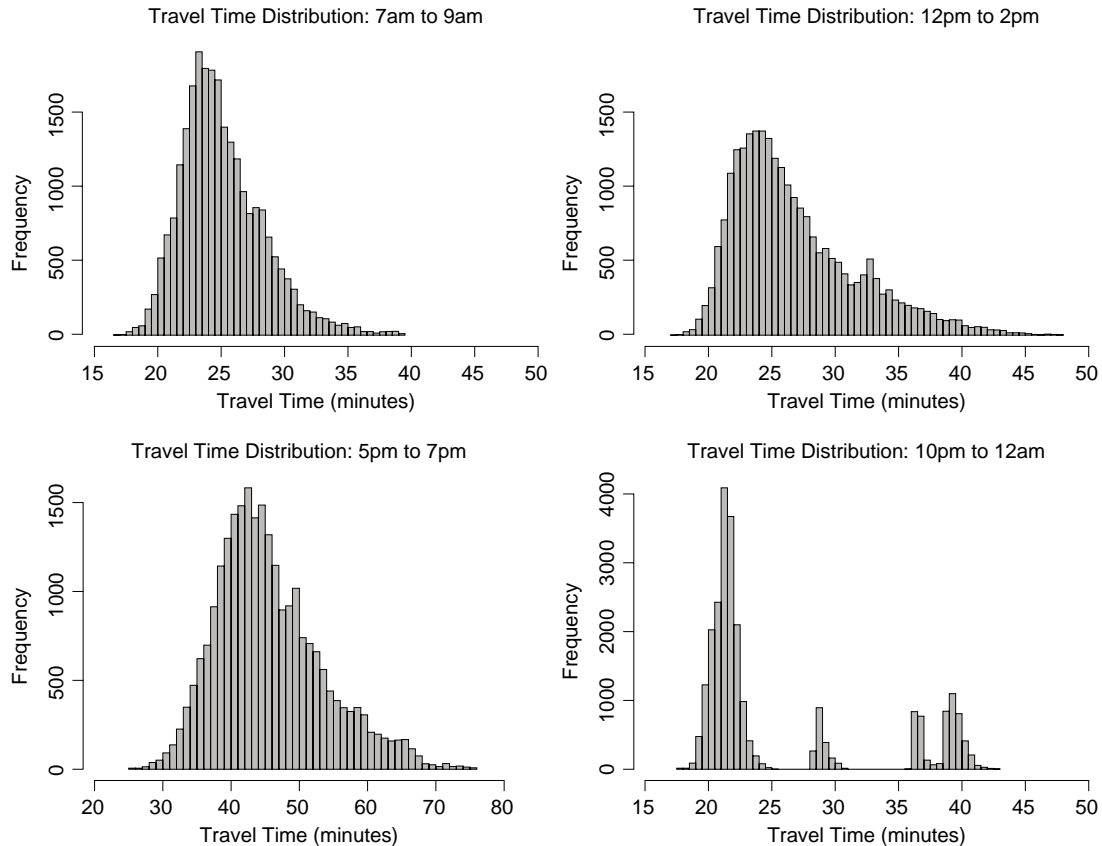 Travel Time Distribution: 7am to 9am
Frequency
0 500 1000 1500
15 20 25 30 35 40 45 50
Travel Time (minutes)
Travel Time Distribution: 12pm to 2pm
Frequency
0 500 1000 1500
15 20 25 30 35 40 45 50
Travel Time (minutes)
Travel Time Distribution: 5pm to 7pm
Frequency
0 500 1000 1500
20 30 40 50 60 70 80
Travel Time (minutes)
Travel Time Distribution: 10pm to 12am
Frequency
0 1000 2000 3000 4000
15 20 25 30 35 40 45 50
Travel Time (minutes)